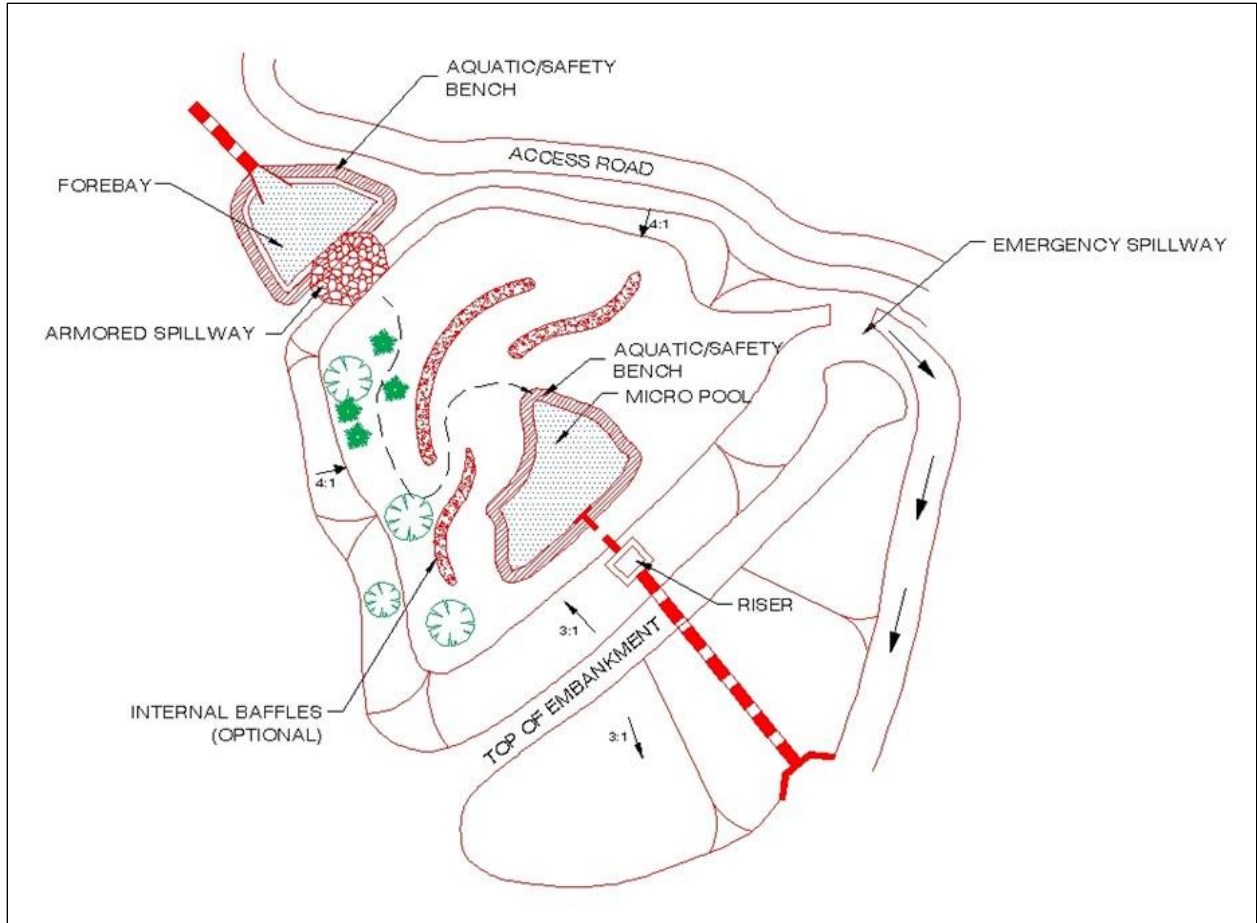 AQUATIC/SAFETY
BENCH
ACCESS ROAD
FOREBAY
4:1
EMERGENCY SPILLWAY
ARMORED SPILLWAY
AQUATIC/SAFETY
BENCH
MICRO POOL
4:1
RISER
3:1
INTERNAL BAFFLES
(OPTIONAL)
TOP OF EMBANKMENT
3:1